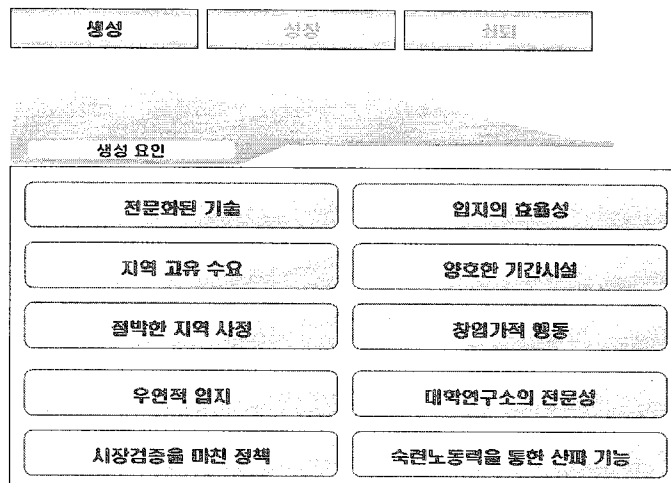 생성
성장
쇠퇴
생성 요인
전문화된 기술
입지의 효율성
지역 고유 수요
양호한 기간시설
절박한 지역 사정
창업가적 행동
우연적 입지
대학연구소의 전문성
시장검증을 마친 정책
숙련노동력을 통한 산파 기능